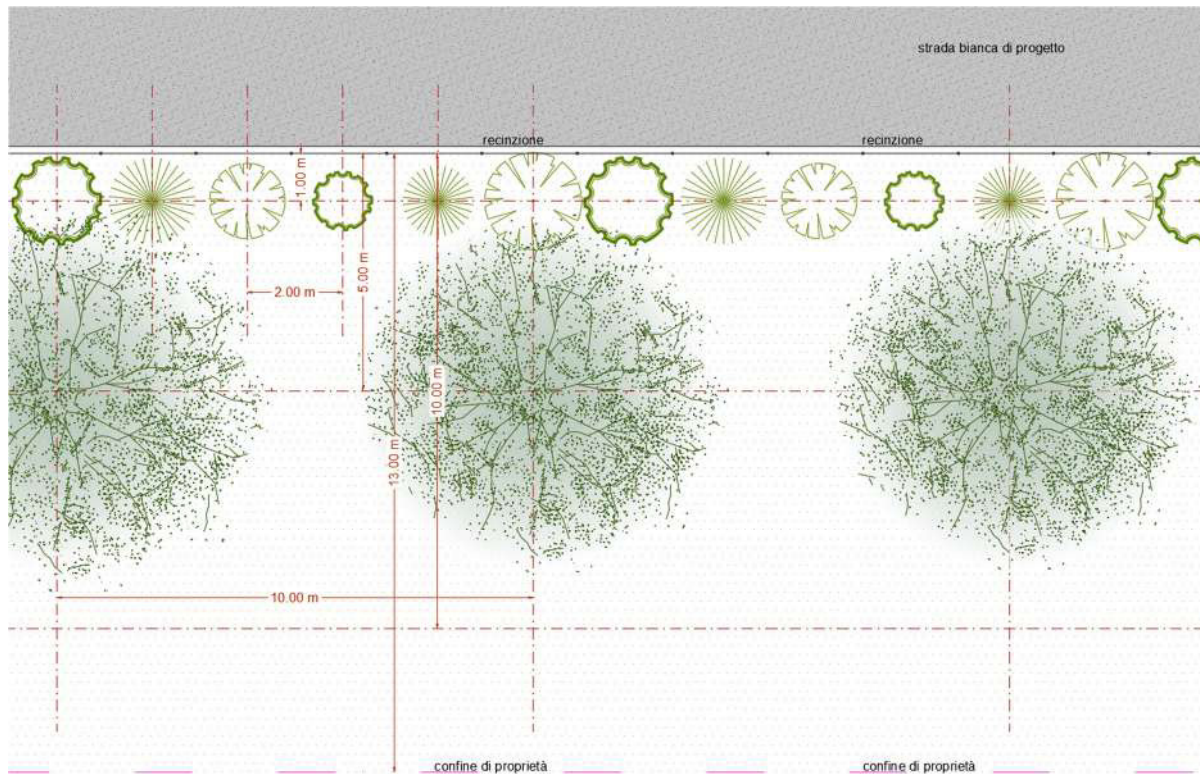 strada bianca di progetto
recinzione
recinzione
1.00 m
5.00 m
2.00 m
10.00 m
13.00 m
10.00 m
confine di proprietà
confine di proprietà